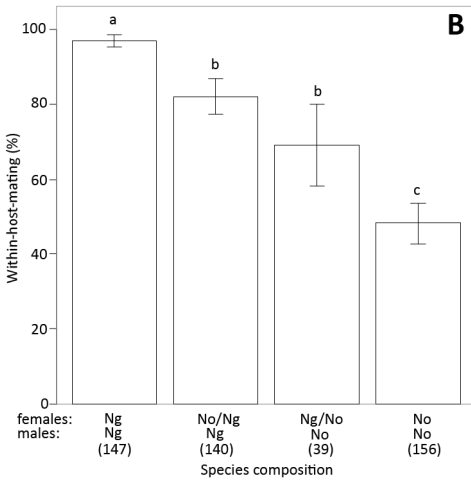 B
100
80
60
40
20
0
Within-host-mating (%)
a
b
b
c
females: Ng No/Ng Ng/No No
males: Ng Ng No No
(147) (140) (39) (156)
Species composition